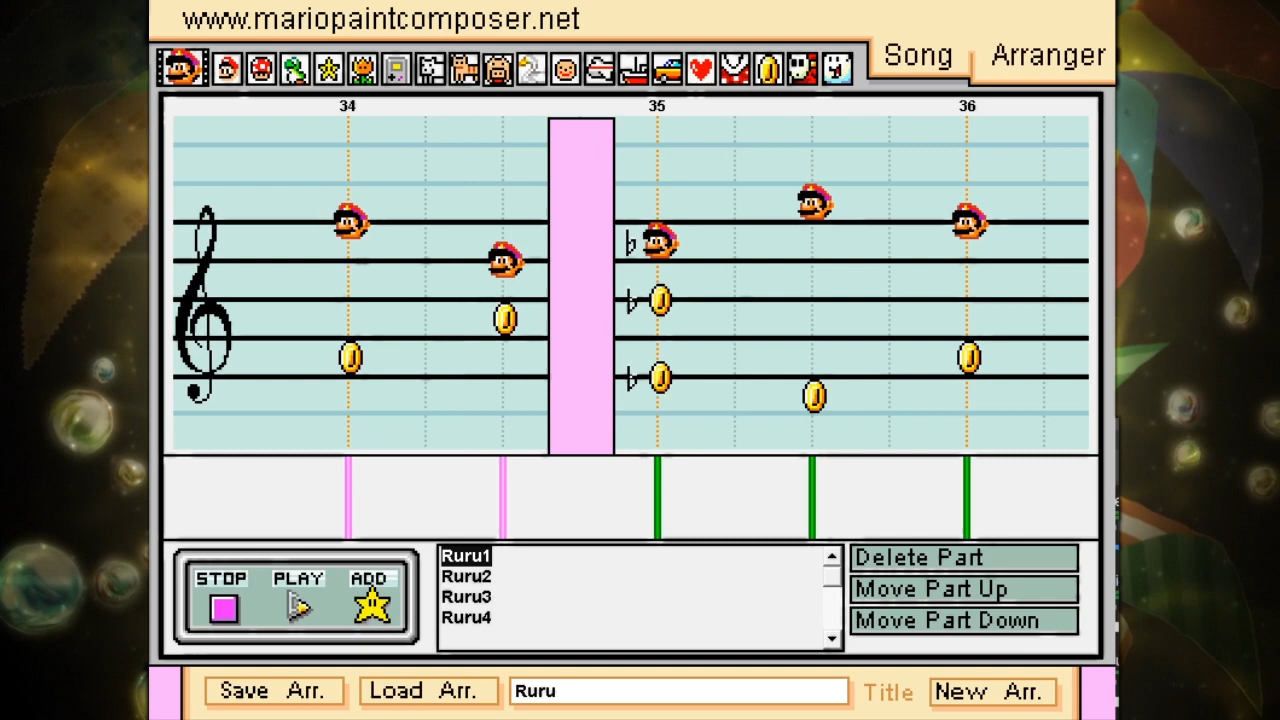 www.mariopaintcomposer.net
Song
Arranger
34
35
36
STOP
PLAY
ADD
Ruru1
Ruru2
Ruru3
Ruru4
Delete Part
Move Part Up
Move Part Down
Save Arr.
Load Arr.
Ruru
Title
New Arr.